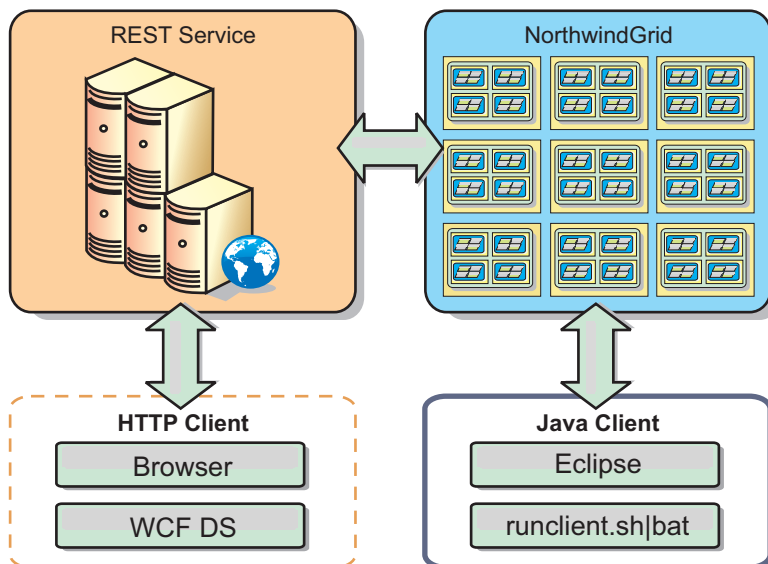 REST Service
NorthwindGrid
HTTP Client
Browser
WCF DS
Java Client
Eclipse
runclient.sh|bat